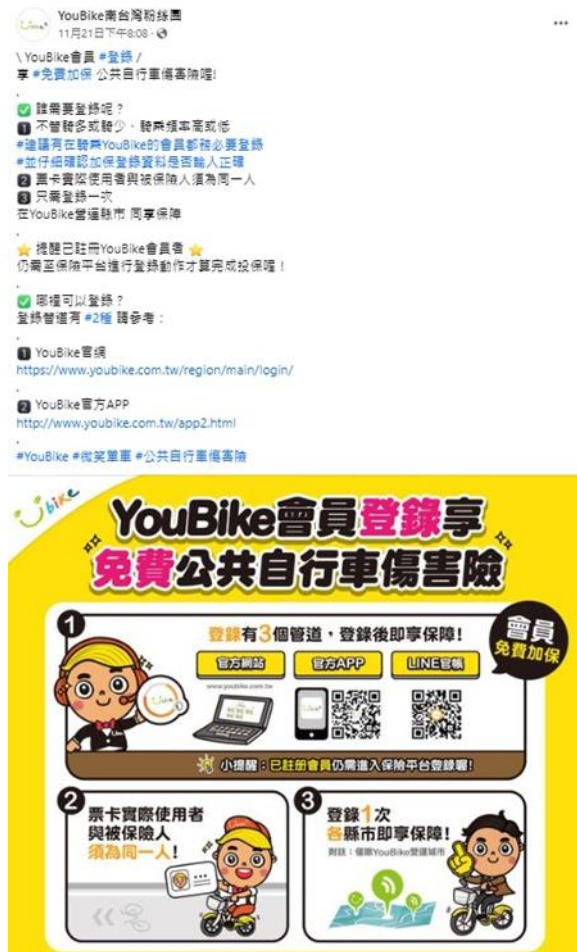 YouBike南台灣粉絲團
11月21日下午8:08 ·
\ YouBike會員 #登錄 /
享 #免費加保 公共自行車傷害險喔!
.
✅ 誰需要登錄呢？
1 不管騎多或騎少、騎乘頻率高或低
#建議有在騎乘YouBike的會員都務必要登錄
#並仔細確認加保登錄資料是否輸入正確
2 票卡實際使用者與被保險人須為同一人
3 只需登錄一次
在YouBike營運縣市 同享保障
.
⭐ 提醒已註冊YouBike會員者 ⭐
仍需至保險平台進行登錄動作才算完成投保喔！
.
✅ 哪裡可以登錄？
登錄管道有 #2種 請參考：
.
1 YouBike官網
https://www.youbike.com.tw/region/main/login/
.
2 YouBike官方APP
http://www.youbike.com.tw/app2.html
.
#YouBike #微笑單車 #公共自行車傷害險
Ubike
YouBike會員登錄享
免費公共自行車傷害險
1
登錄有3個管道，登錄後即享保障!
會員
免費加保
官方網站 官方APP LINE官帳
www.youbike.com.tw
小提醒：已註冊會員仍需進入保險平台登錄喔!
2
票卡實際使用者
與被保險人
須為同一人!
3
登錄1次
各縣市即享保障!
附註：僅限YouBike營運城市